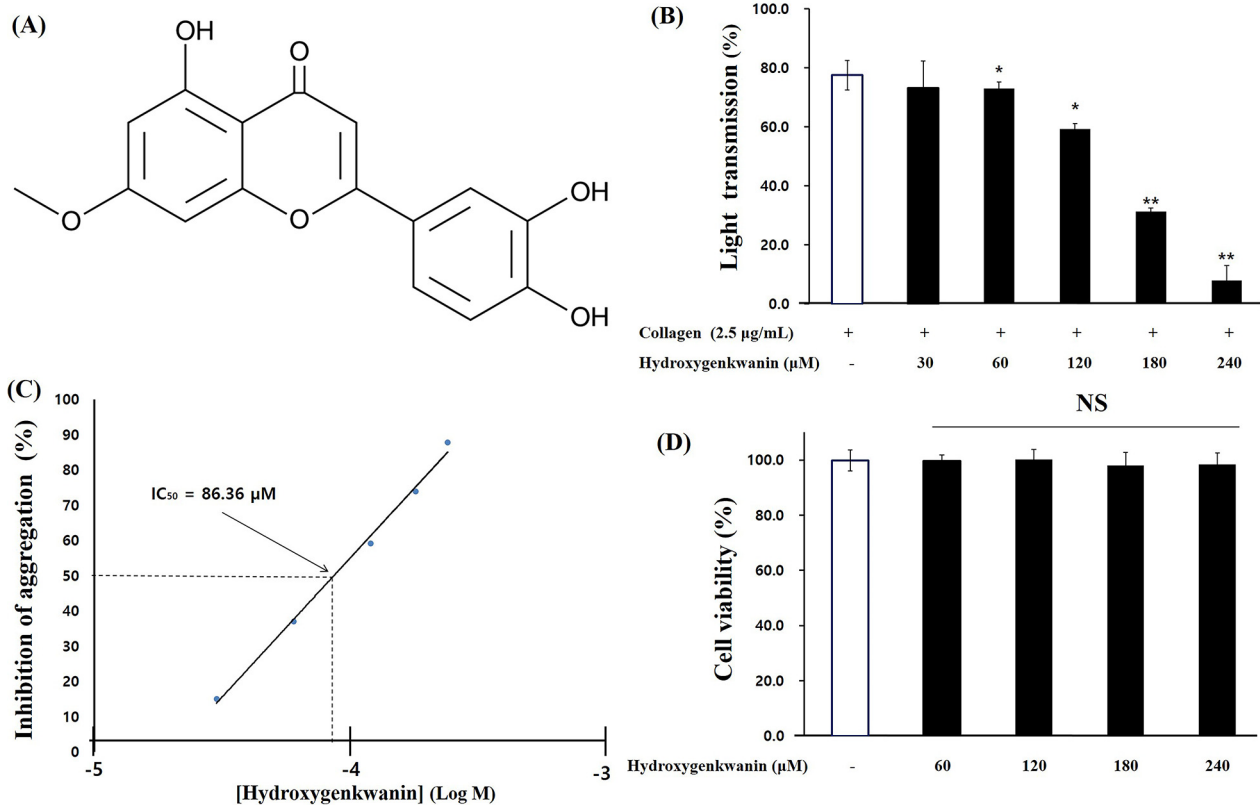 (A)
OH
O
O
O
OH
OH
(B)
Light transmission (%)
100.0
80.0
60.0
40.0
20.0
0.0
*
*
**
**
Collagen (2.5 µg/mL) + + + + + +
Hydroxygenkwanin (µM) - 30 60 120 180 240
(C)
Inhibition of aggregation (%)
100
90
80
70
60
50
40
30
20
10
0
IC₅₀ = 86.36 µM
-5 -4 -3
[Hydroxygenkwanin] (Log M)
(D)
NS
Cell viability (%)
100.0
80.0
60.0
40.0
20.0
0.0
Hydroxygenkwanin (µM) - 60 120 180 240